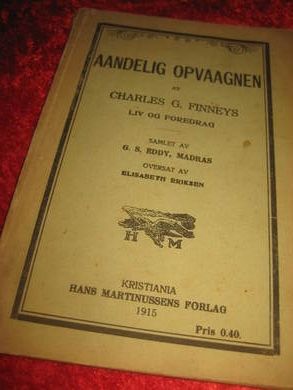 AANDELIG OPVAAGNEN
AV
CHARLES G. FINNEYS
LIV OG FOREDRAG
SAMLET AV
G. S. EDDY, MADRAS
OVERSAT AV
ELISABETH ERIKSEN
H M
KRISTIANIA
HANS MARTINUSSENS FORLAG
1915
Pris 0.40.